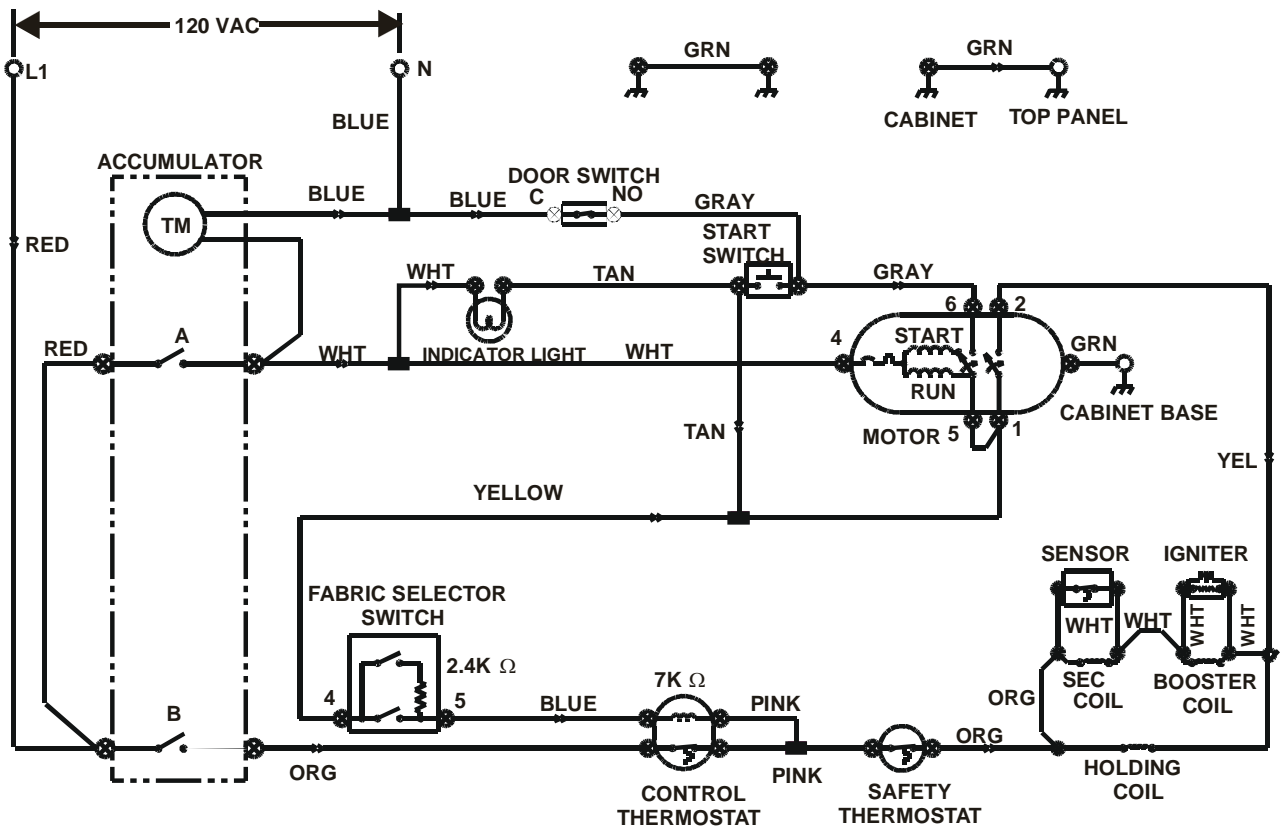 120 VAC
L1
N
GRN
GRN
CABINET
TOP PANEL
BLUE
ACCUMULATOR
TM
BLUE
BLUE
DOOR SWITCH
C
NO
GRAY
START
SWITCH
RED
WHT
TAN
GRAY
6
2
A
RED
WHT
INDICATOR LIGHT
WHT
4
START
RUN
GRN
CABINET BASE
TAN
MOTOR
5
1
YEL
YELLOW
SENSOR
IGNITER
FABRIC SELECTOR
SWITCH
WHT
WHT
WHT
WHT
2.4K Ω
4
5
7K Ω
SEC
COIL
BOOSTER
COIL
B
BLUE
PINK
ORG
ORG
ORG
PINK
HOLDING
COIL
CONTROL
THERMOSTAT
SAFETY
THERMOSTAT